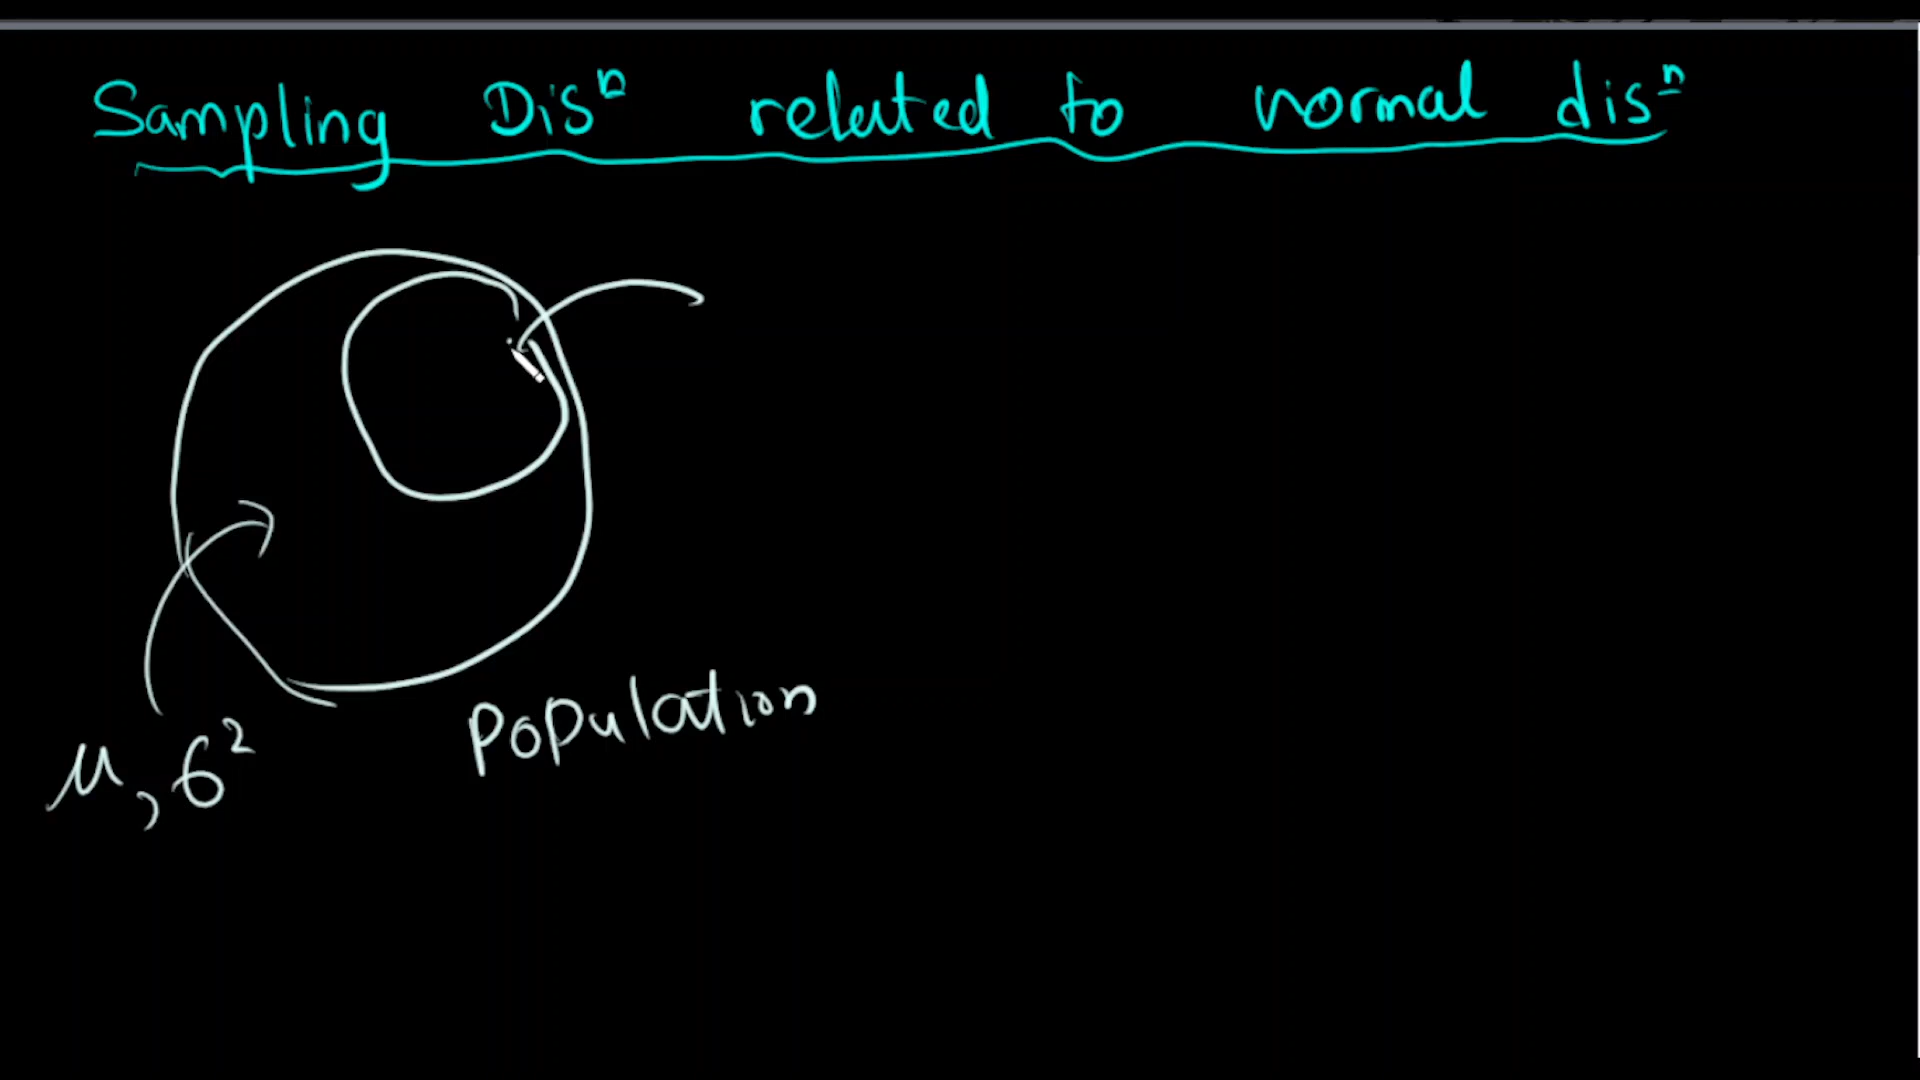 Sampling Disⁿ related to normal disⁿ
Population
μ, σ²